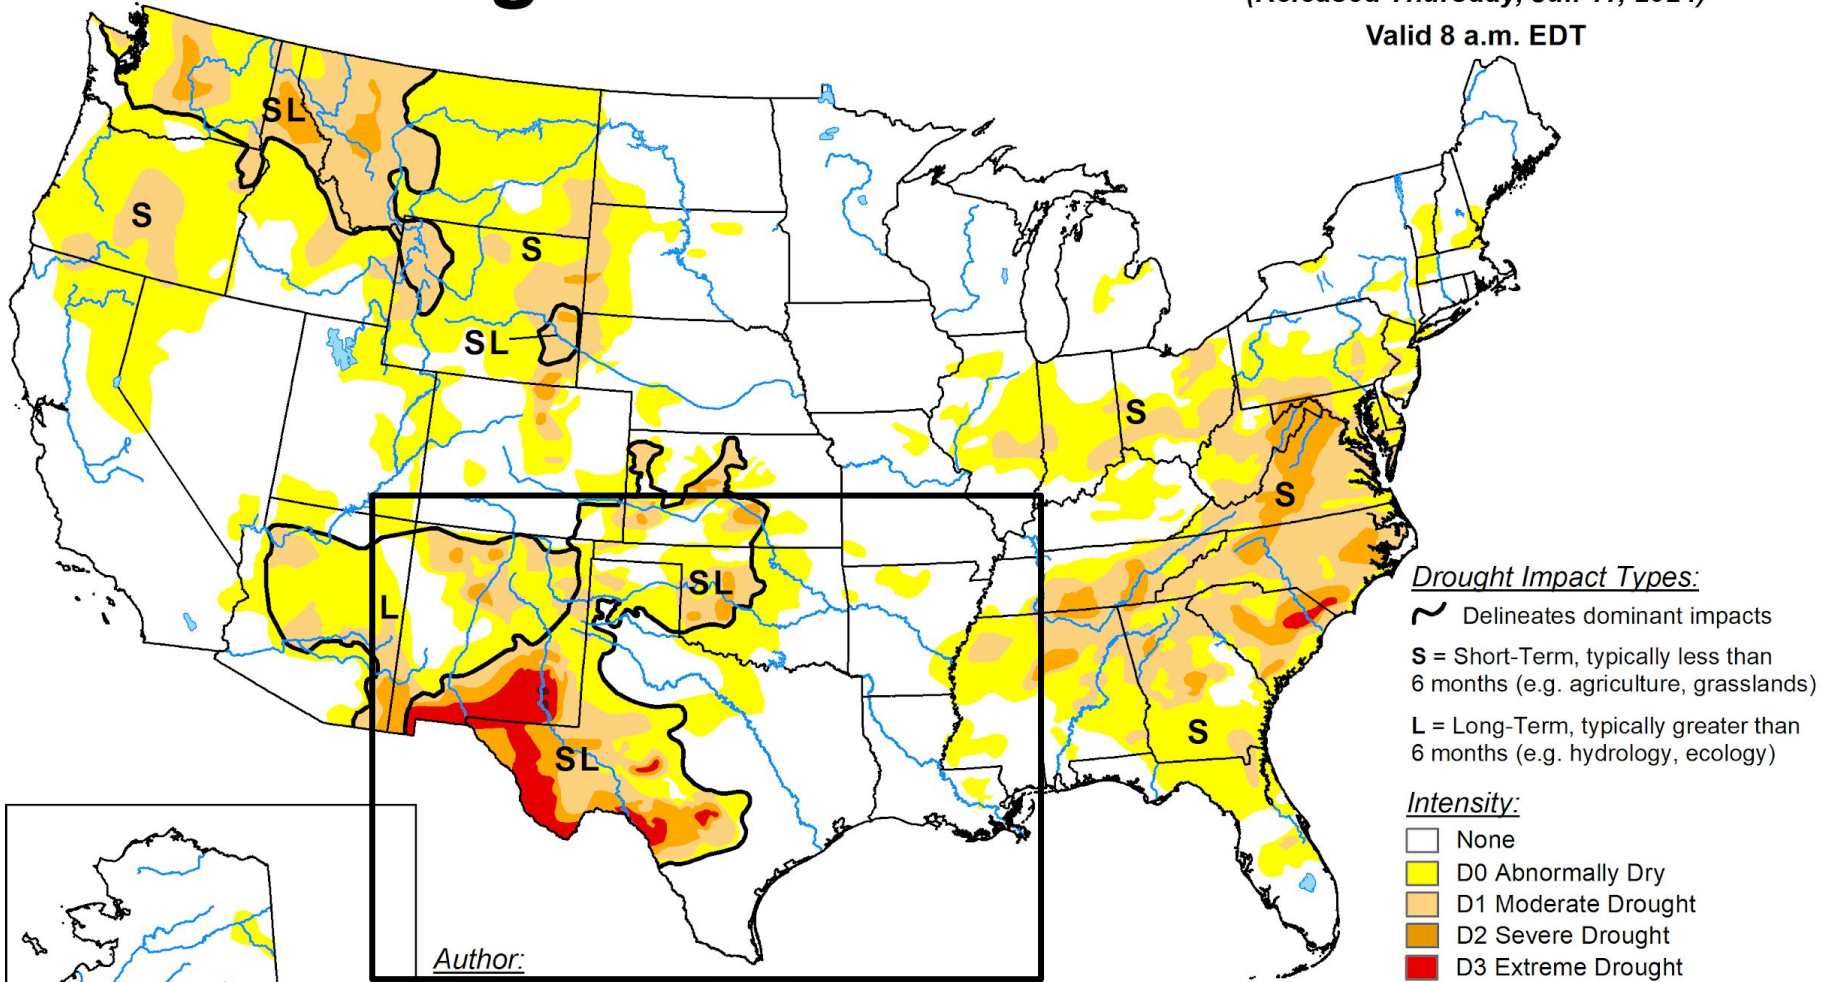 Valid 8 a.m. EDT
SL
S
S
SL
S
S
SL
L
SL
S
Author:
Drought Impact Types:
Delineates dominant impacts
S = Short-Term, typically less than
6 months (e.g. agriculture, grasslands)
L = Long-Term, typically greater than
6 months (e.g. hydrology, ecology)
Intensity:
None
D0 Abnormally Dry
D1 Moderate Drought
D2 Severe Drought
D3 Extreme Drought